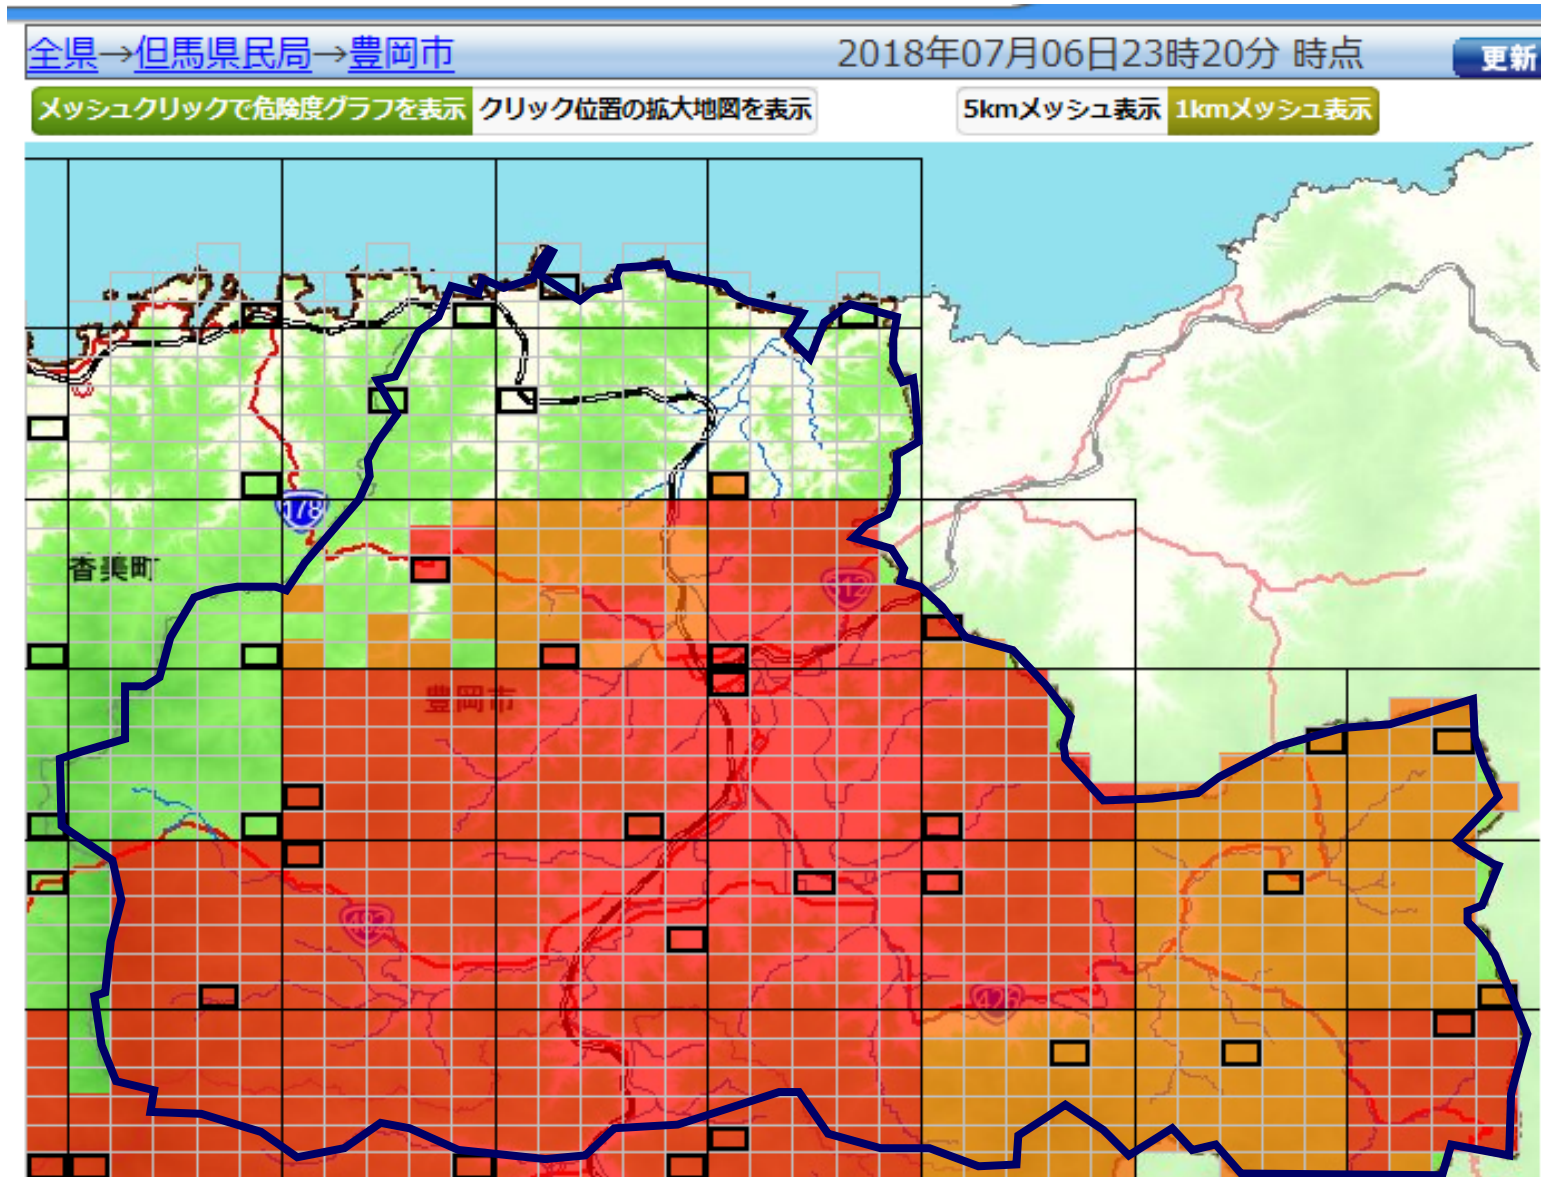 全県→但馬県民局→豊岡市 2018年07月06日23時20分 時点 更新
メッシュクリックで危険度グラフを表示 クリック位置の拡大地図を表示 5kmメッシュ表示 1kmメッシュ表示
178
香美町
312
豊岡市
482
426